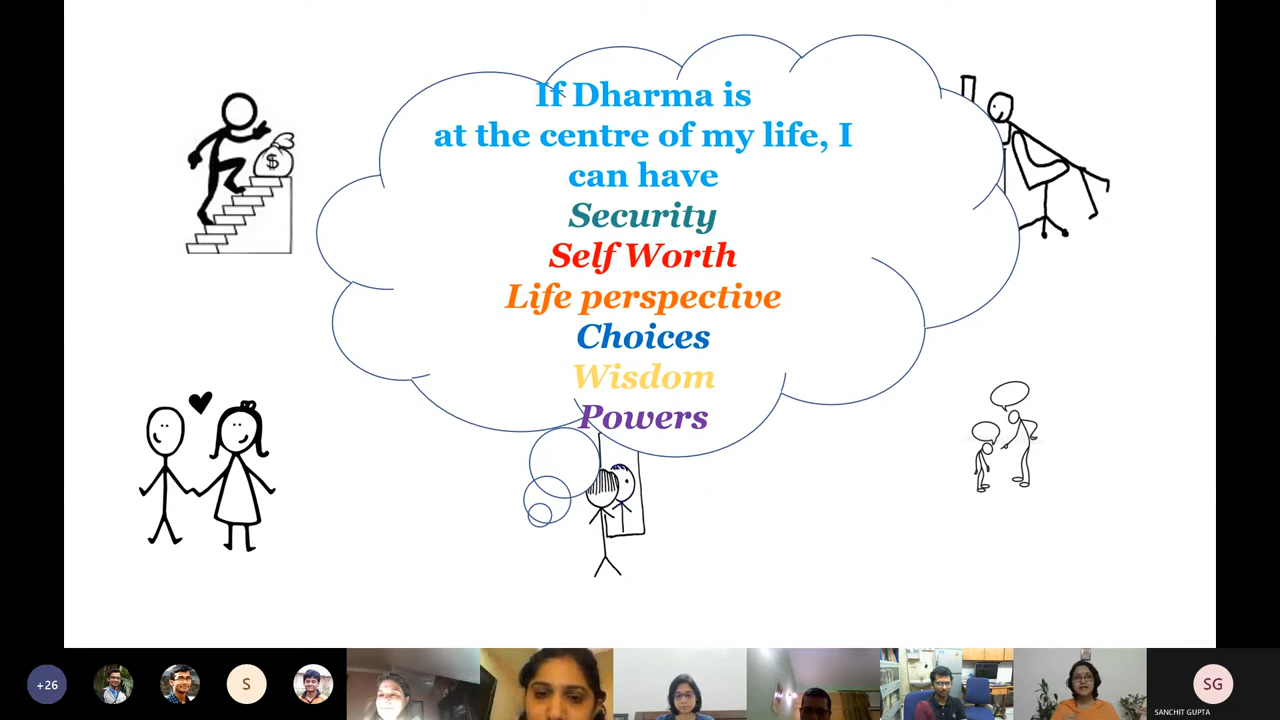 If Dharma is
at the centre of my life, I
can have
Security
Self Worth
Life perspective
Choices
Wisdom
Powers
$
+26
S
SG
SANCHIT GUPTA